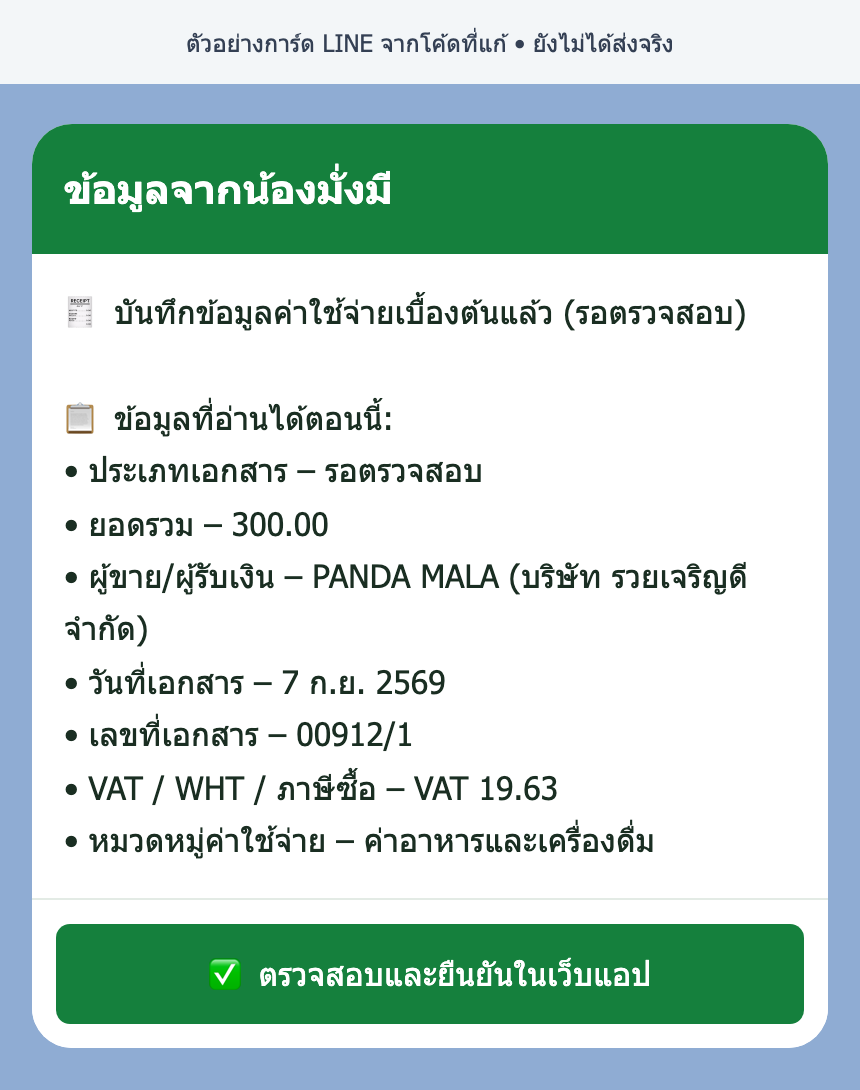 ตัวอย่างการ์ด LINE จากโค้ดที่แก้ • ยังไม่ได้ส่งจริง
ข้อมูลจากน้องมั่งมี
บันทึกข้อมูลค่าใช้จ่ายเบื้องต้นแล้ว (รอตรวจสอบ)
ข้อมูลที่อ่านได้ตอนนี้:
• ประเภทเอกสาร – รอตรวจสอบ
• ยอดรวม – 300.00
• ผู้ขาย/ผู้รับเงิน – PANDA MALA (บริษัท รวยเจริญดี
จำกัด)
• วันที่เอกสาร – 7 ก.ย. 2569
• เลขที่เอกสาร – 00912/1
• VAT / WHT / ภาษีซื้อ – VAT 19.63
• หมวดหมู่ค่าใช้จ่าย – ค่าอาหารและเครื่องดื่ม
✅ ตรวจสอบและยืนยันในเว็บแอป